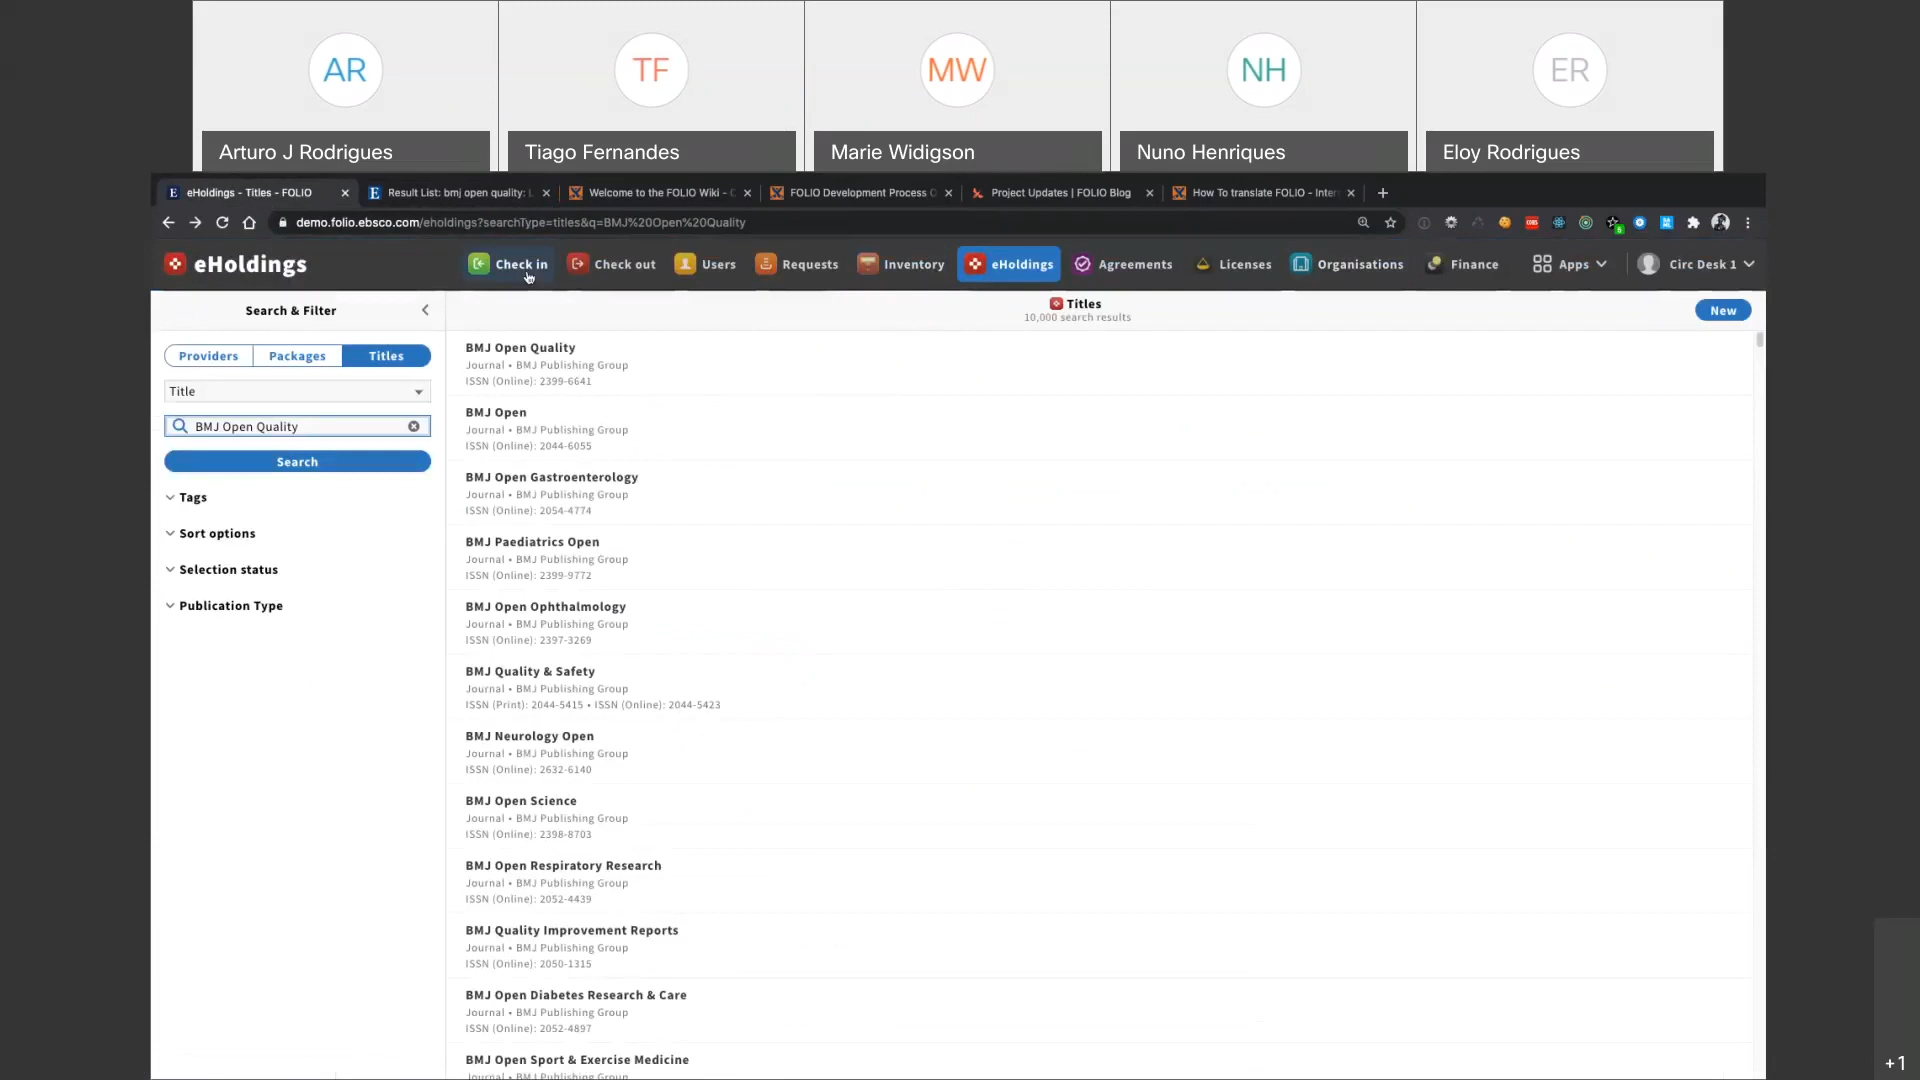 AR
TF
MW
NH
ER
Arturo J Rodrigues
Tiago Fernandes
Marie Widigson
Nuno Henriques
Eloy Rodrigues
eHoldings - Titles - FOLIO
Result List: bmj open quality:
Welcome to the FOLIO Wiki -
FOLIO Development Process
Project Updates | FOLIO Blog
How To translate FOLIO - Inter
demo.folio.ebsco.com/eholdings?searchType=titles&q=BMJ%20Open%20Quality
eHoldings
Check in
Check out
Users
Requests
Inventory
eHoldings
Agreements
Licenses
Organisations
Finance
Apps
Circ Desk 1
Search & Filter
Titles
10,000 search results
New
Providers
Packages
Titles
Title
BMJ Open Quality
Search
Tags
Sort options
Selection status
Publication Type
BMJ Open Quality
Journal • BMJ Publishing Group
ISSN (Online): 2399-6641
BMJ Open
Journal • BMJ Publishing Group
ISSN (Online): 2044-6055
BMJ Open Gastroenterology
Journal • BMJ Publishing Group
ISSN (Online): 2054-4774
BMJ Paediatrics Open
Journal • BMJ Publishing Group
ISSN (Online): 2399-9772
BMJ Open Ophthalmology
Journal • BMJ Publishing Group
ISSN (Online): 2397-3269
BMJ Quality & Safety
Journal • BMJ Publishing Group
ISSN (Print): 2044-5415 • ISSN (Online): 2044-5423
BMJ Neurology Open
Journal • BMJ Publishing Group
ISSN (Online): 2632-6140
BMJ Open Science
Journal • BMJ Publishing Group
ISSN (Online): 2398-8703
BMJ Open Respiratory Research
Journal • BMJ Publishing Group
ISSN (Online): 2052-4439
BMJ Quality Improvement Reports
Journal • BMJ Publishing Group
ISSN (Online): 2050-1315
BMJ Open Diabetes Research & Care
Journal • BMJ Publishing Group
ISSN (Online): 2052-4897
BMJ Open Sport & Exercise Medicine
Journal • BMJ Publishing Group
+1